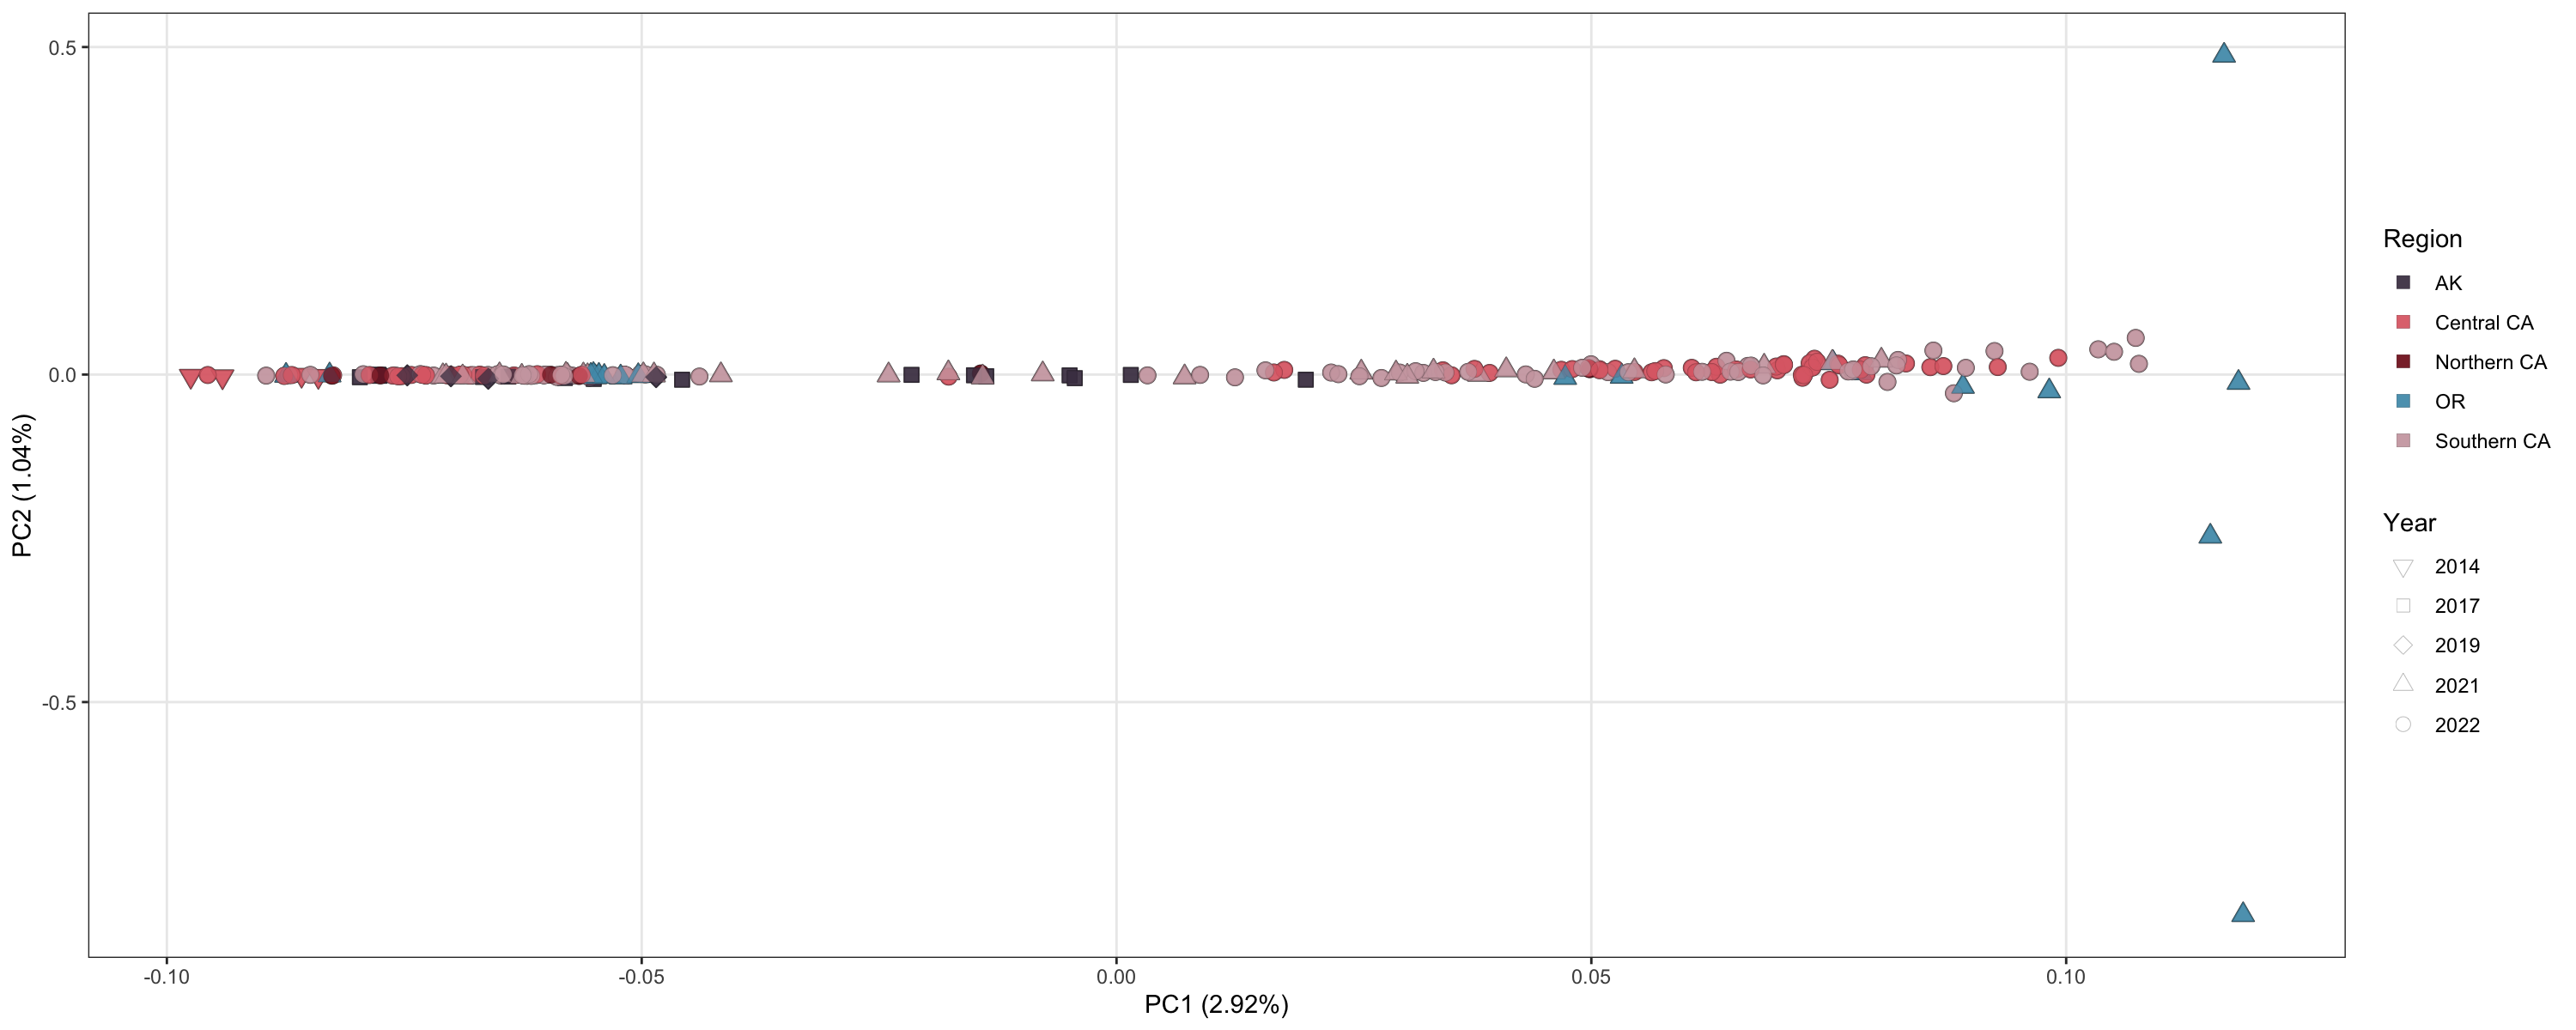 0.5
0.0
-0.5
PC2 (1.04%)
-0.10
-0.05
0.00
0.05
0.10
PC1 (2.92%)
Region
AK
Central CA
Northern CA
OR
Southern CA
Year
2014
2017
2019
2021
2022